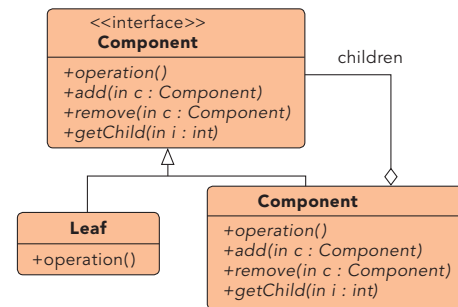 <<interface>>
Component
+operation()
+add(in c : Component)
+remove(in c : Component)
+getChild(in i : int)
children
Leaf
+operation()
Component
+operation()
+add(in c : Component)
+remove(in c : Component)
+getChild(in i : int)